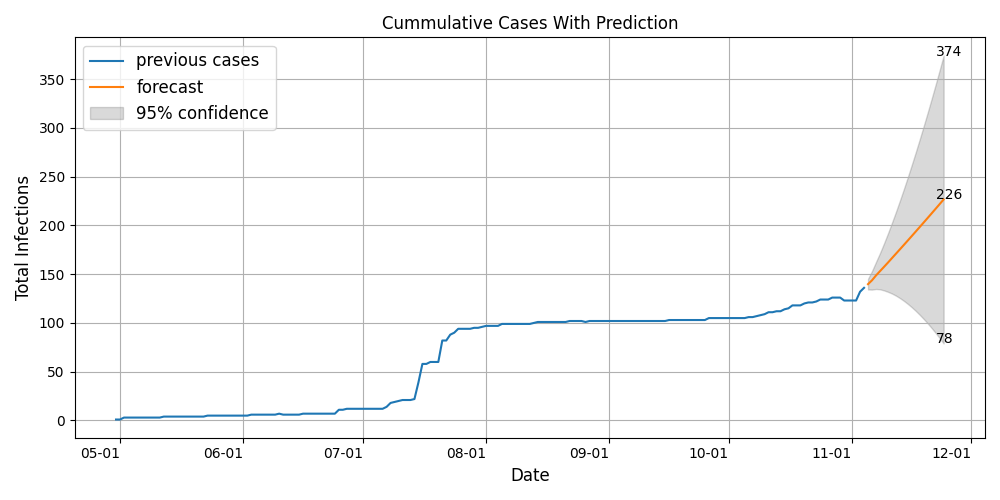 Cummulative Cases With Prediction
previous cases
forecast
95% confidence
374
226
78
Total Infections
350
300
250
200
150
100
50
0
05-01 06-01 07-01 08-01 09-01 10-01 11-01 12-01
Date